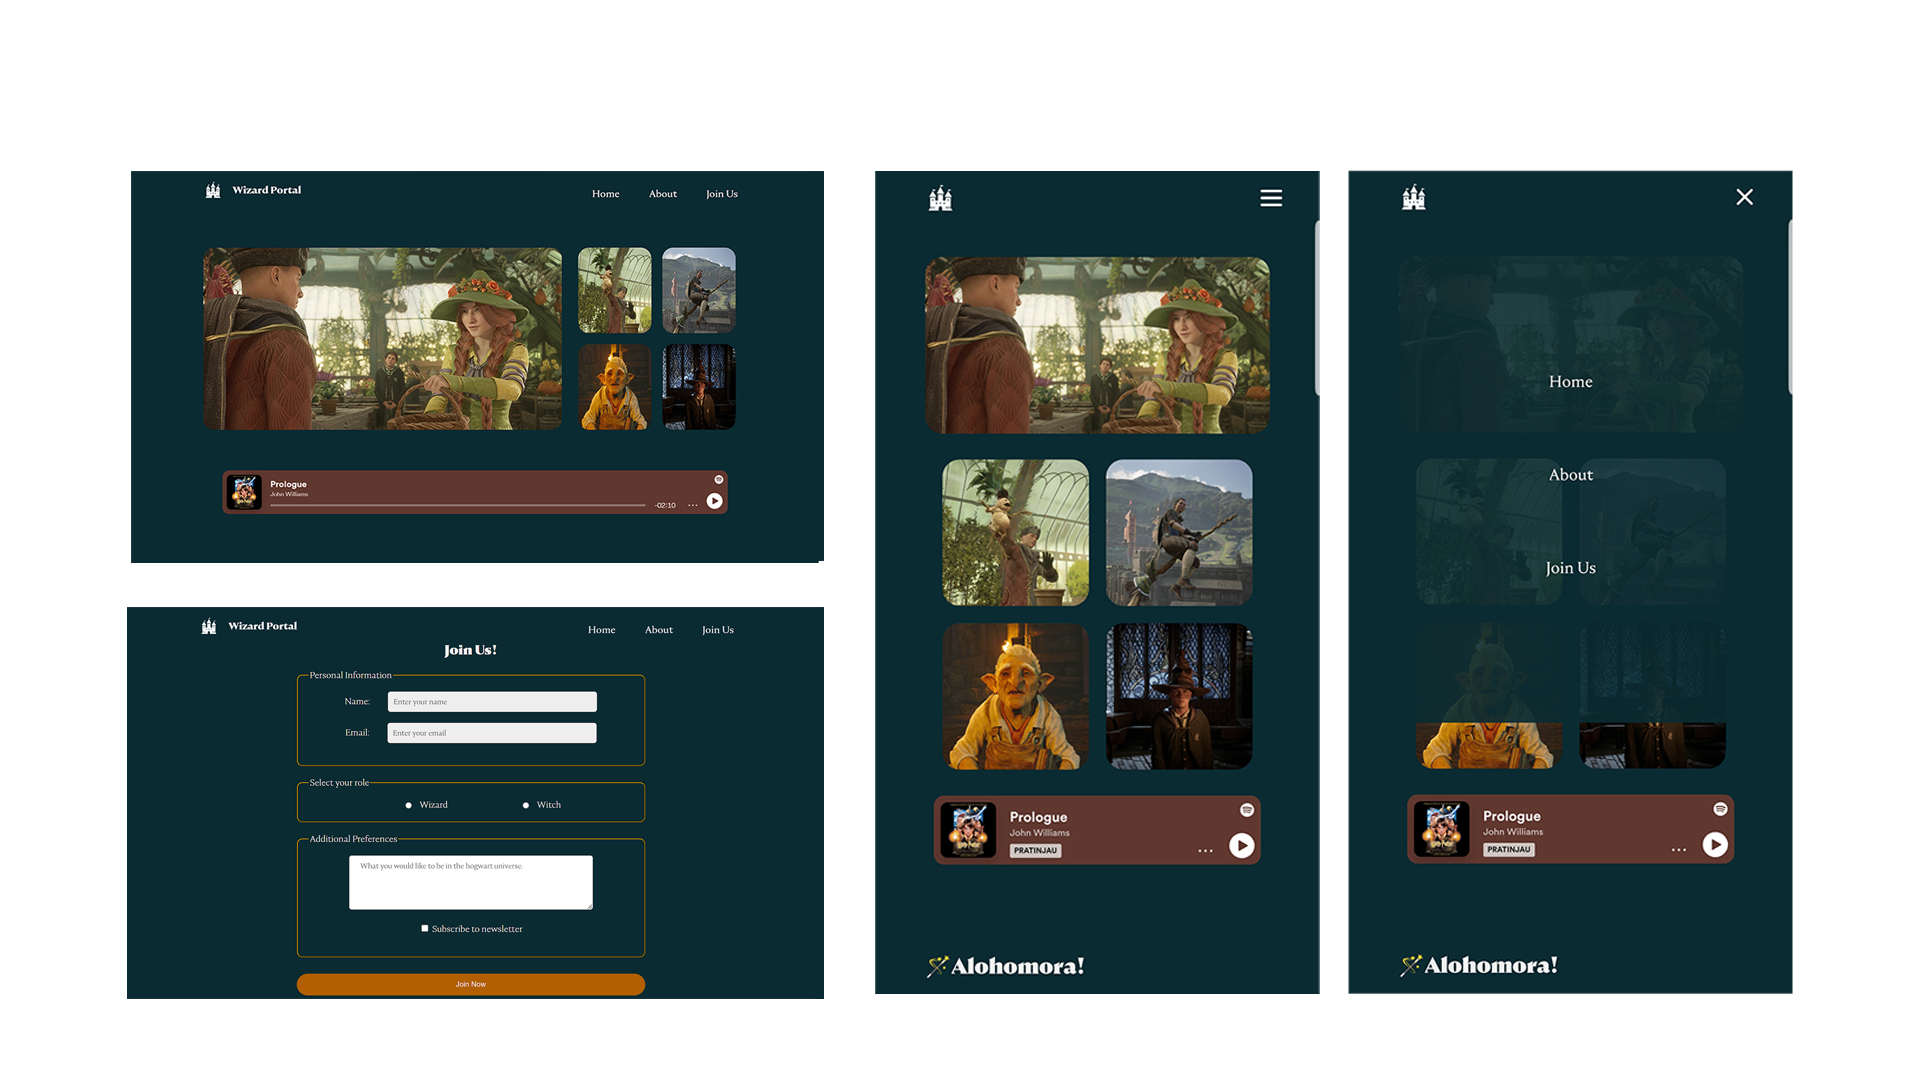 Wizard Portal
Home About Join Us
Prologue
John Williams
-02:10
Wizard Portal
Home About Join Us
Join Us!
Personal Information
Name: Enter your name
Email: Enter your email
Select your role
Wizard Witch
Additional Preferences
What you would like to be in the hogwart universe.
Subscribe to newsletter
Join Now
Prologue
John Williams
PRATINJAU
Alohomora!
Home
About
Join Us
Prologue
John Williams
PRATINJAU
Alohomora!